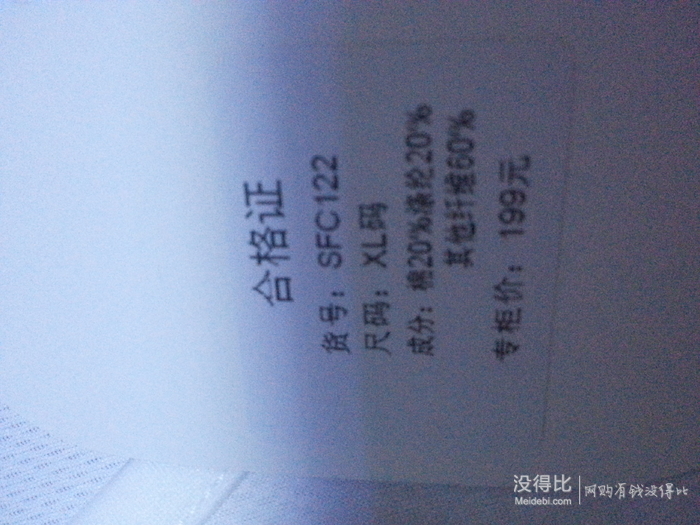 合格证
货号：SFC122
尺码：XL码
成分：棉20%涤纶20%
其他纤维60%
专柜价：199元
没得比
Meidebi.com
网购有钱没得比